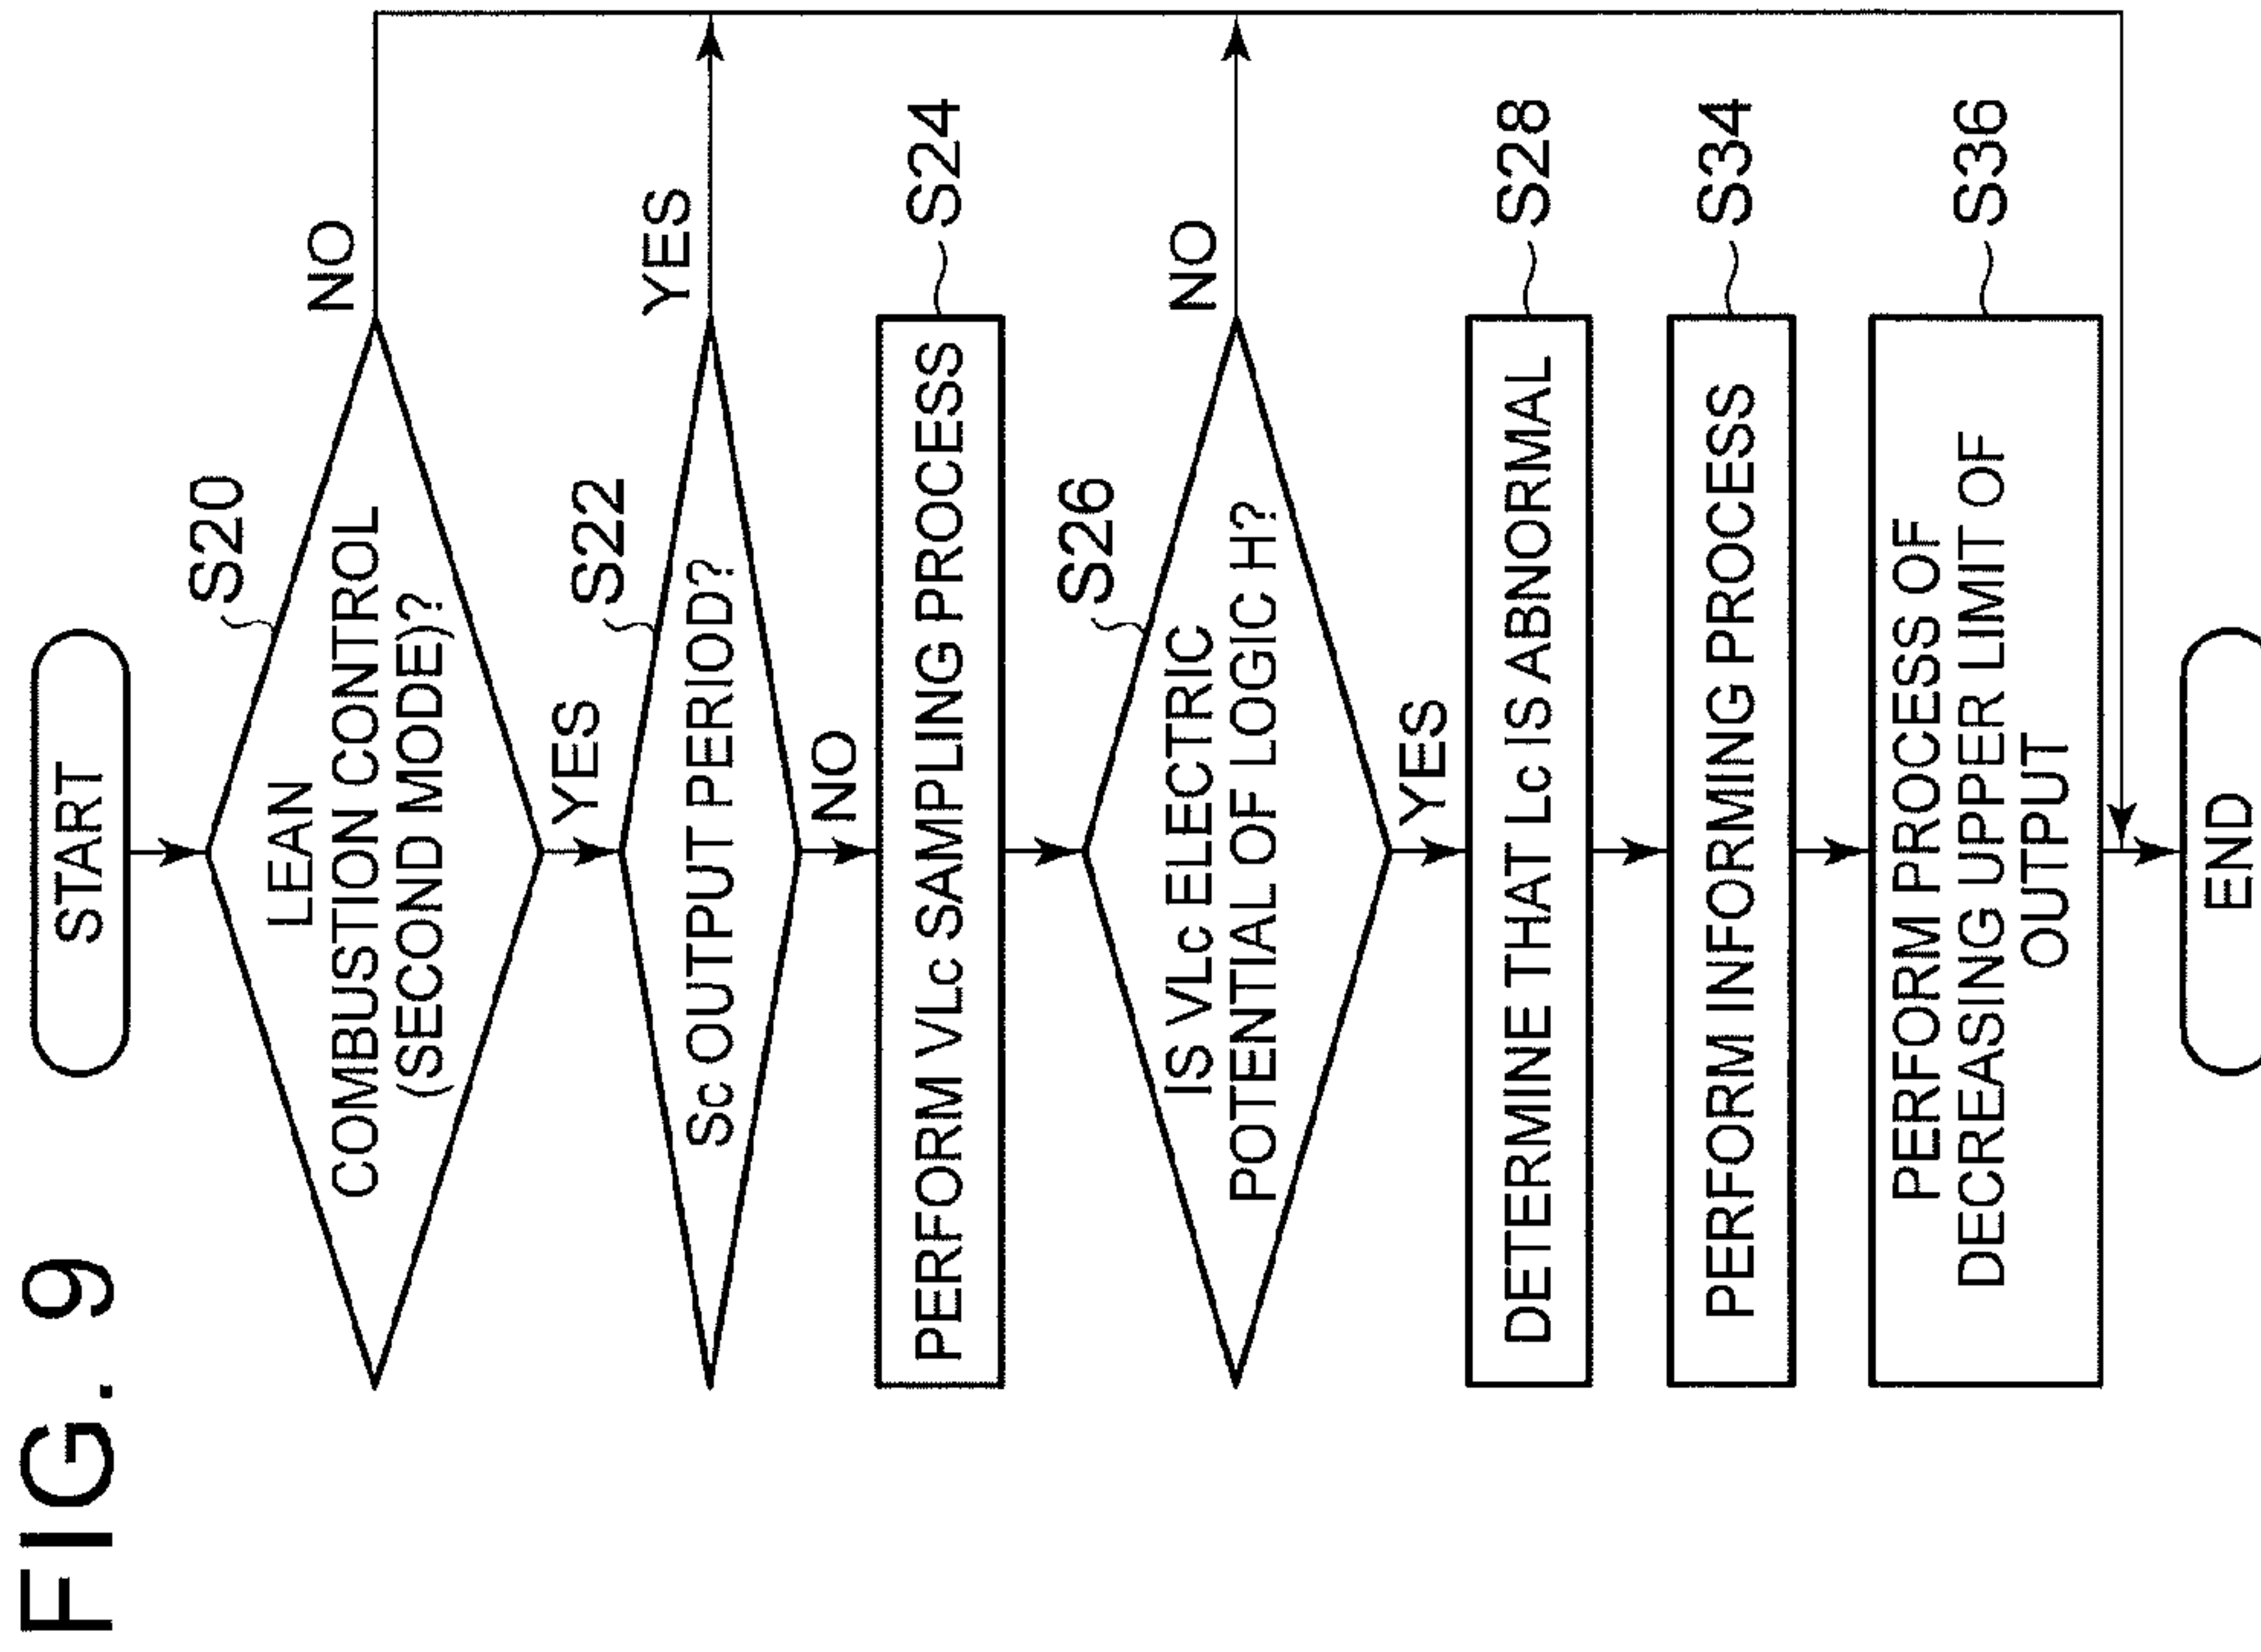 FIG. 9
START
S20
LEAN
COMBUSTION CONTROL
(SECOND MODE)?
NO
YES
S22
Sc OUTPUT PERIOD?
YES
NO
PERFORM VLc SAMPLING PROCESS
S24
S26
IS VLc ELECTRIC
POTENTIAL OF LOGIC H?
NO
YES
DETERMINE THAT Lc IS ABNORMAL
S28
PERFORM INFORMING PROCESS
S34
PERFORM PROCESS OF
DECREASING UPPER LIMIT OF
OUTPUT
S36
END